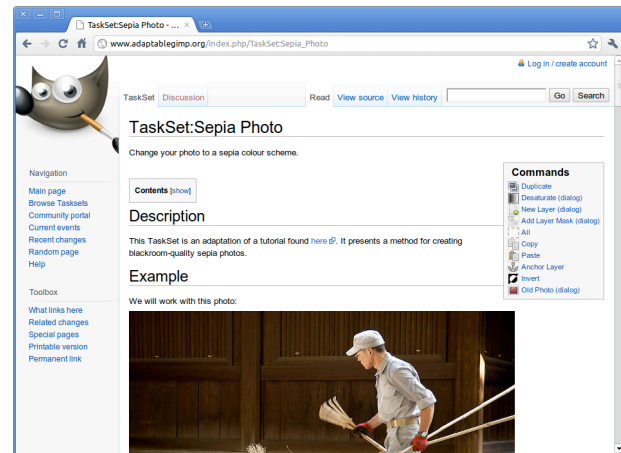 TaskSet:Sepia Photo - ...
www.adaptablegimp.org/index.php/TaskSet:Sepia_Photo
Log in / create account
TaskSet Discussion Read View source View history Go Search
TaskSet:Sepia Photo
Change your photo to a sepia colour scheme.
Navigation
Main page
Browse Tasksets
Community portal
Current events
Recent changes
Random page
Help
Toolbox
What links here
Related changes
Special pages
Printable version
Permanent link
Contents [show]
Description
This TaskSet is an adaptation of a tutorial found here. It presents a method for creating
blackroom-quality sepia photos.
Example
We will work with this photo:
Commands
Duplicate
Desaturate (dialog)
New Layer (dialog)
Add Layer Mask (dialog)
All
Copy
Paste
Anchor Layer
Invert
Old Photo (dialog)